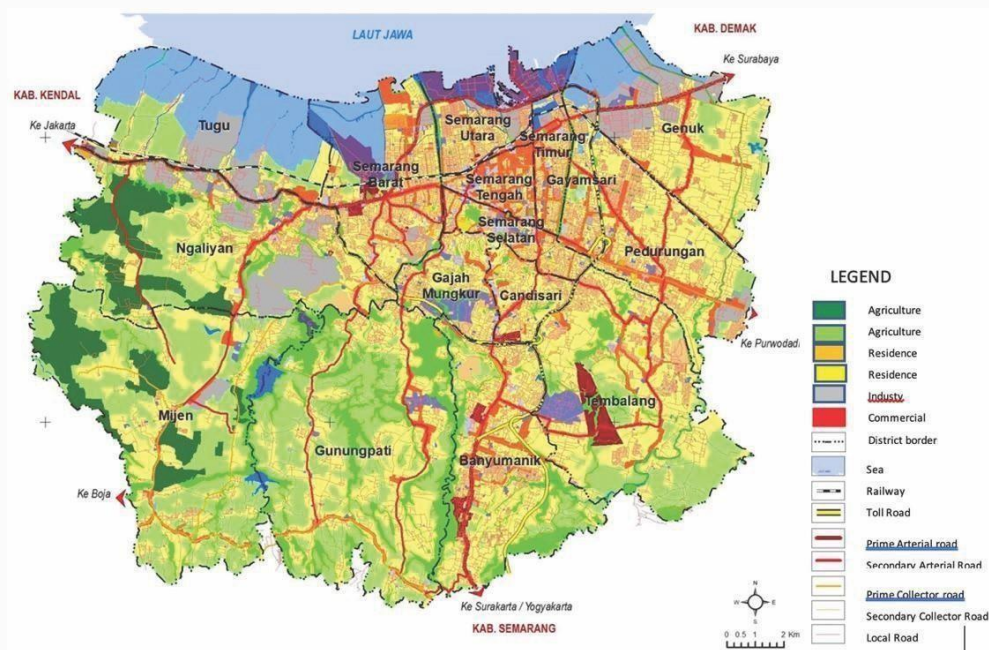 LAUT JAWA
KAB. DEMAK
Ke Surabaya
KAB. KENDAL
Ke Jakarta
Tugu
Semarang
Utara
Semarang
Timur
Genuk
Semarang
Barat
Semarang
Tengah
Gayamsari
Semarang
Selatan
Ngaliyan
Pedurungan
Gajah
Mungkur
Candisari
Ke Purwodadi
Mijen
Tembalang
Gunungpati
Banyumanik
Ke Boja
Ke Surakarta / Yogyakarta
KAB. SEMARANG
LEGEND
Agriculture
Agriculture
Residence
Residence
Industy
Commercial
District border
Sea
Railway
Toll Road
Prime Arterial road
Secondary Arterial Road
Prime Collector road
Secondary Collector Road
Local Road
N
W
E
S
0 0.5 1 2 Km